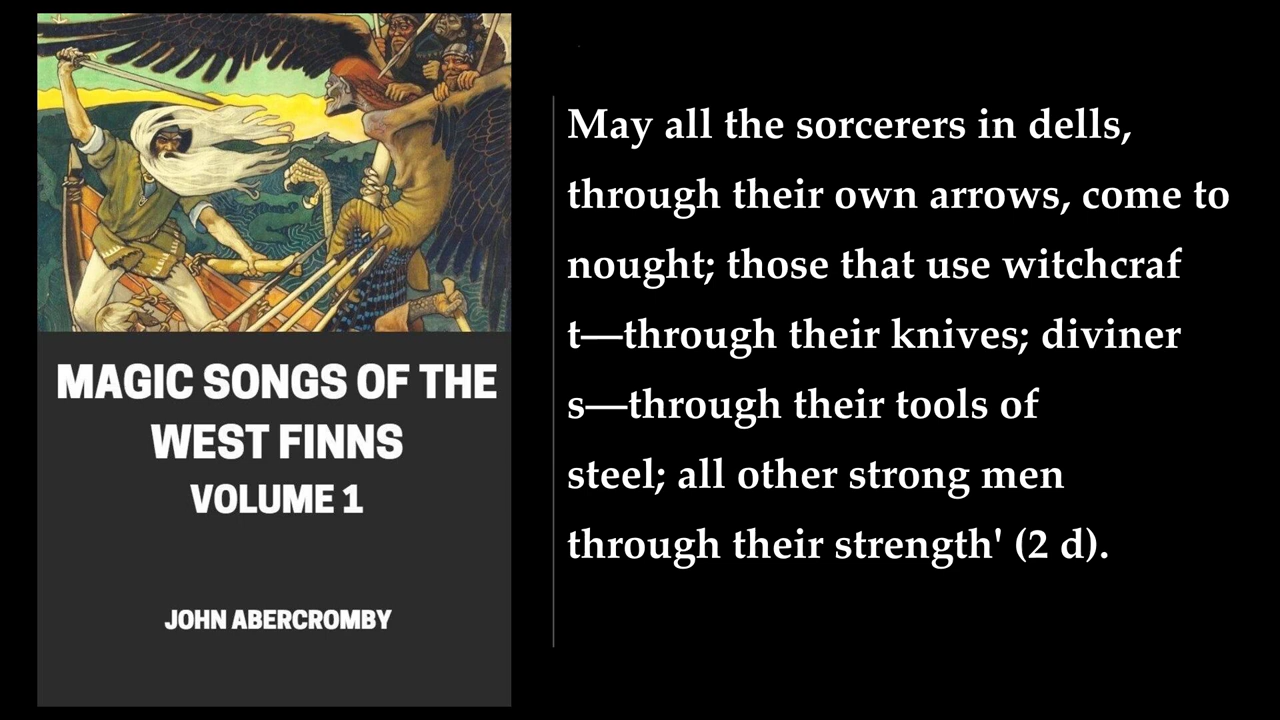 MAGIC SONGS OF THE
WEST FINNS
VOLUME 1
JOHN ABERCROMBY
May all the sorcerers in dells,
through their own arrows, come to
nought; those that use witchcraf
t—through their knives; diviner
s—through their tools of
steel; all other strong men
through their strength' (2 d).